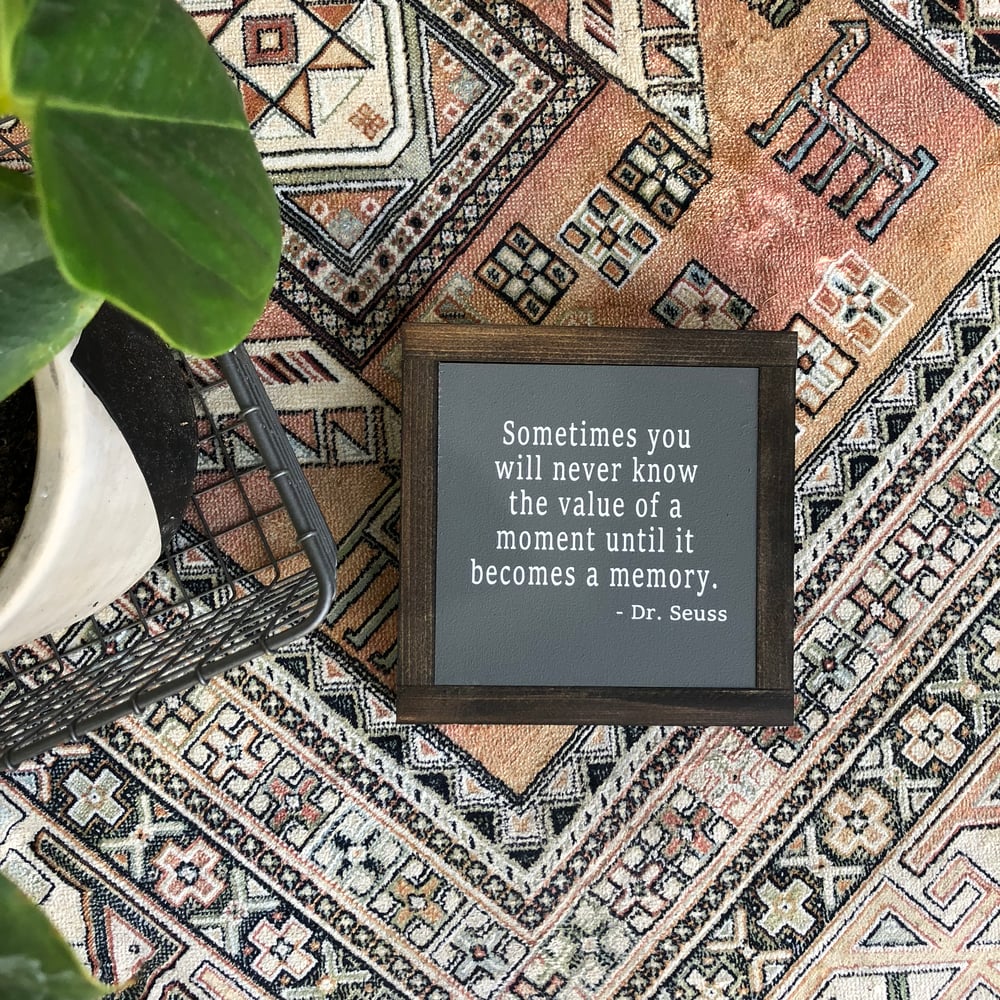 Sometimes you
will never know
the value of a
moment until it
becomes a memory.
- Dr. Seuss